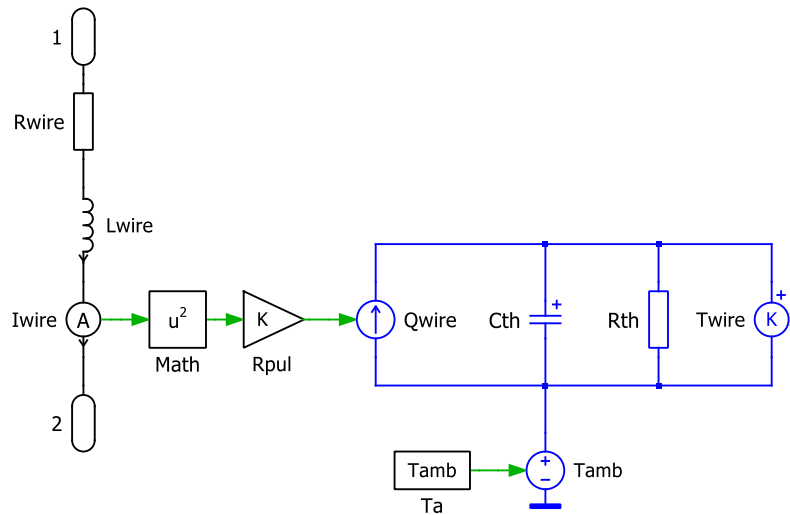 1
Rwire
Lwire
Iwire
A
u²
Math
K
Rpul
Qwire
+
Cth
Rth
+
Twire
K
2
Tamb
Ta
+
−
Tamb